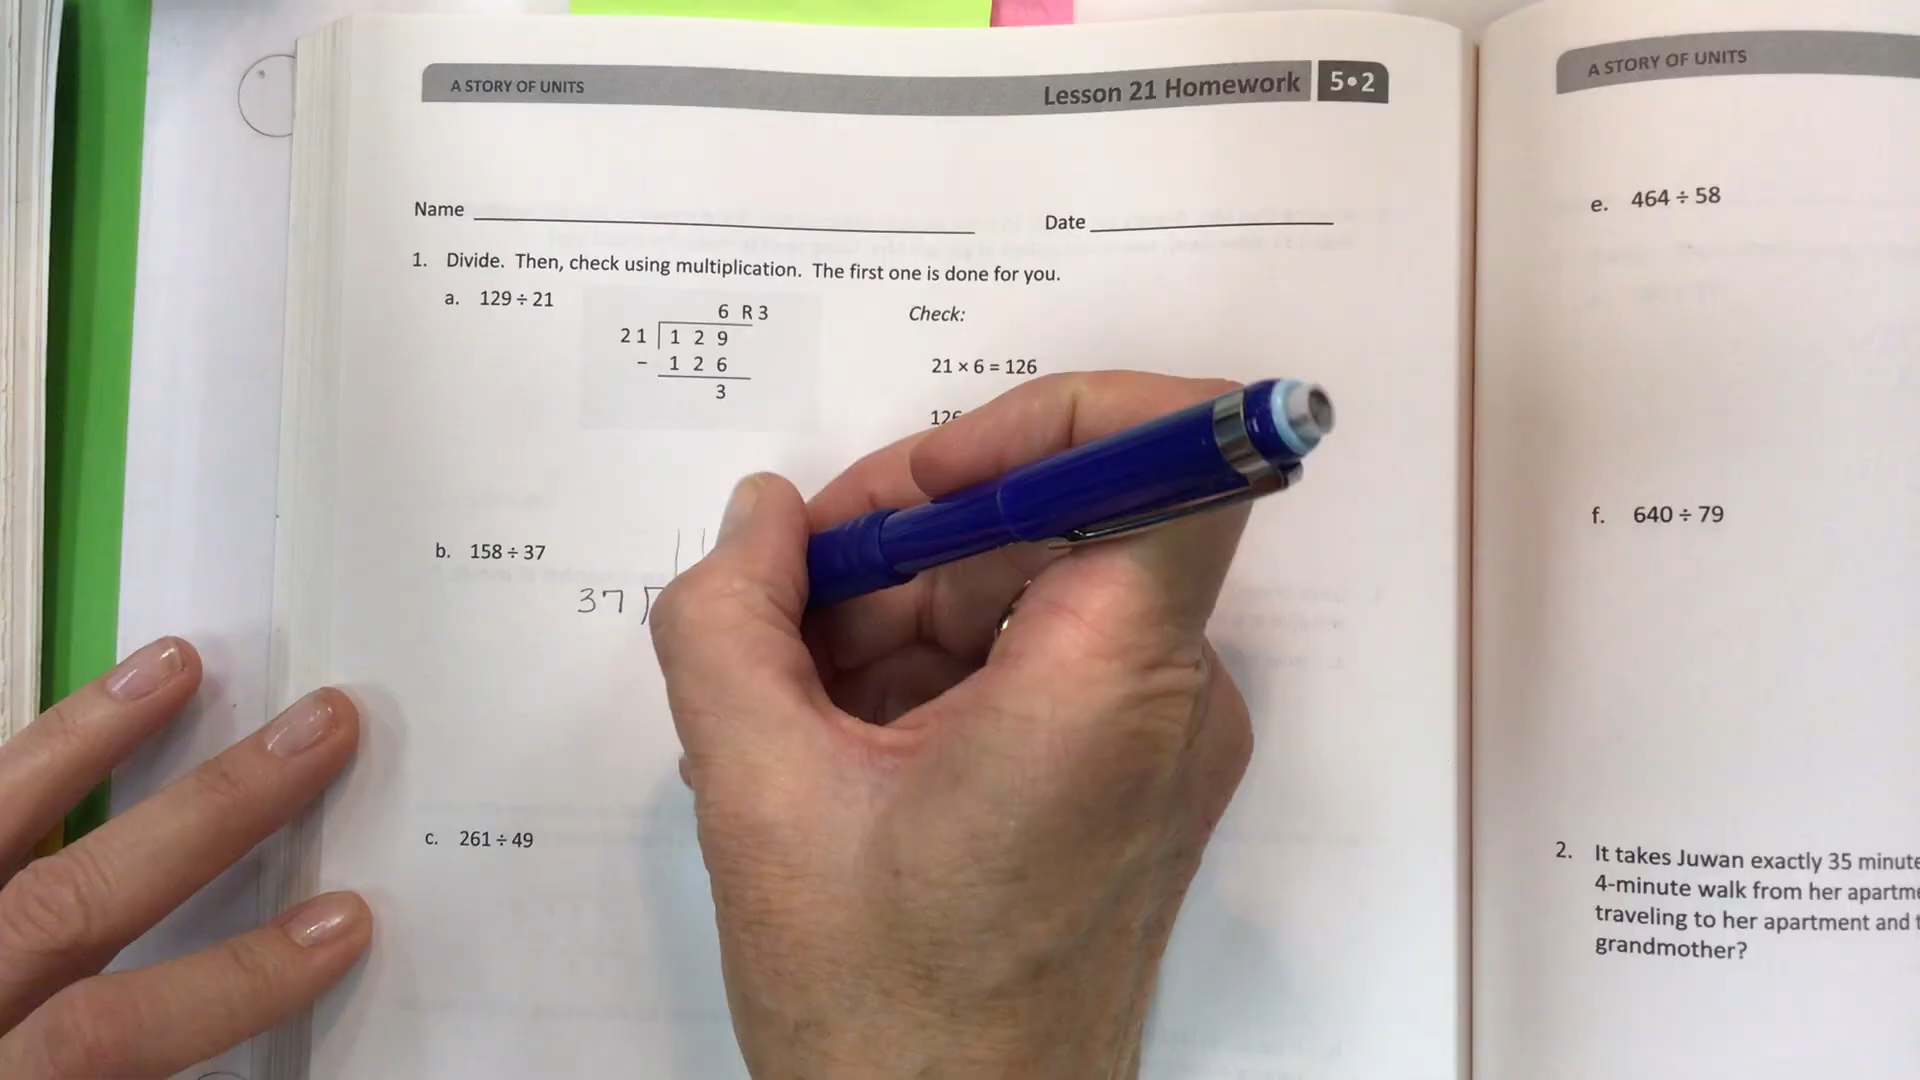 A STORY OF UNITS
Lesson 21 Homework 5•2
Name
Date
1. Divide. Then, check using multiplication. The first one is done for you.
a. 129 ÷ 21
6 R 3
21 1 2 9
- 1 2 6
3
Check:
21 × 6 = 126
b. 158 ÷ 37
37
c. 261 ÷ 49
A STORY OF UNITS
e. 464 ÷ 58
f. 640 ÷ 79
2. It takes Juwan exactly 35
4-minute walk from her
traveling to her apartment and
grandmother?